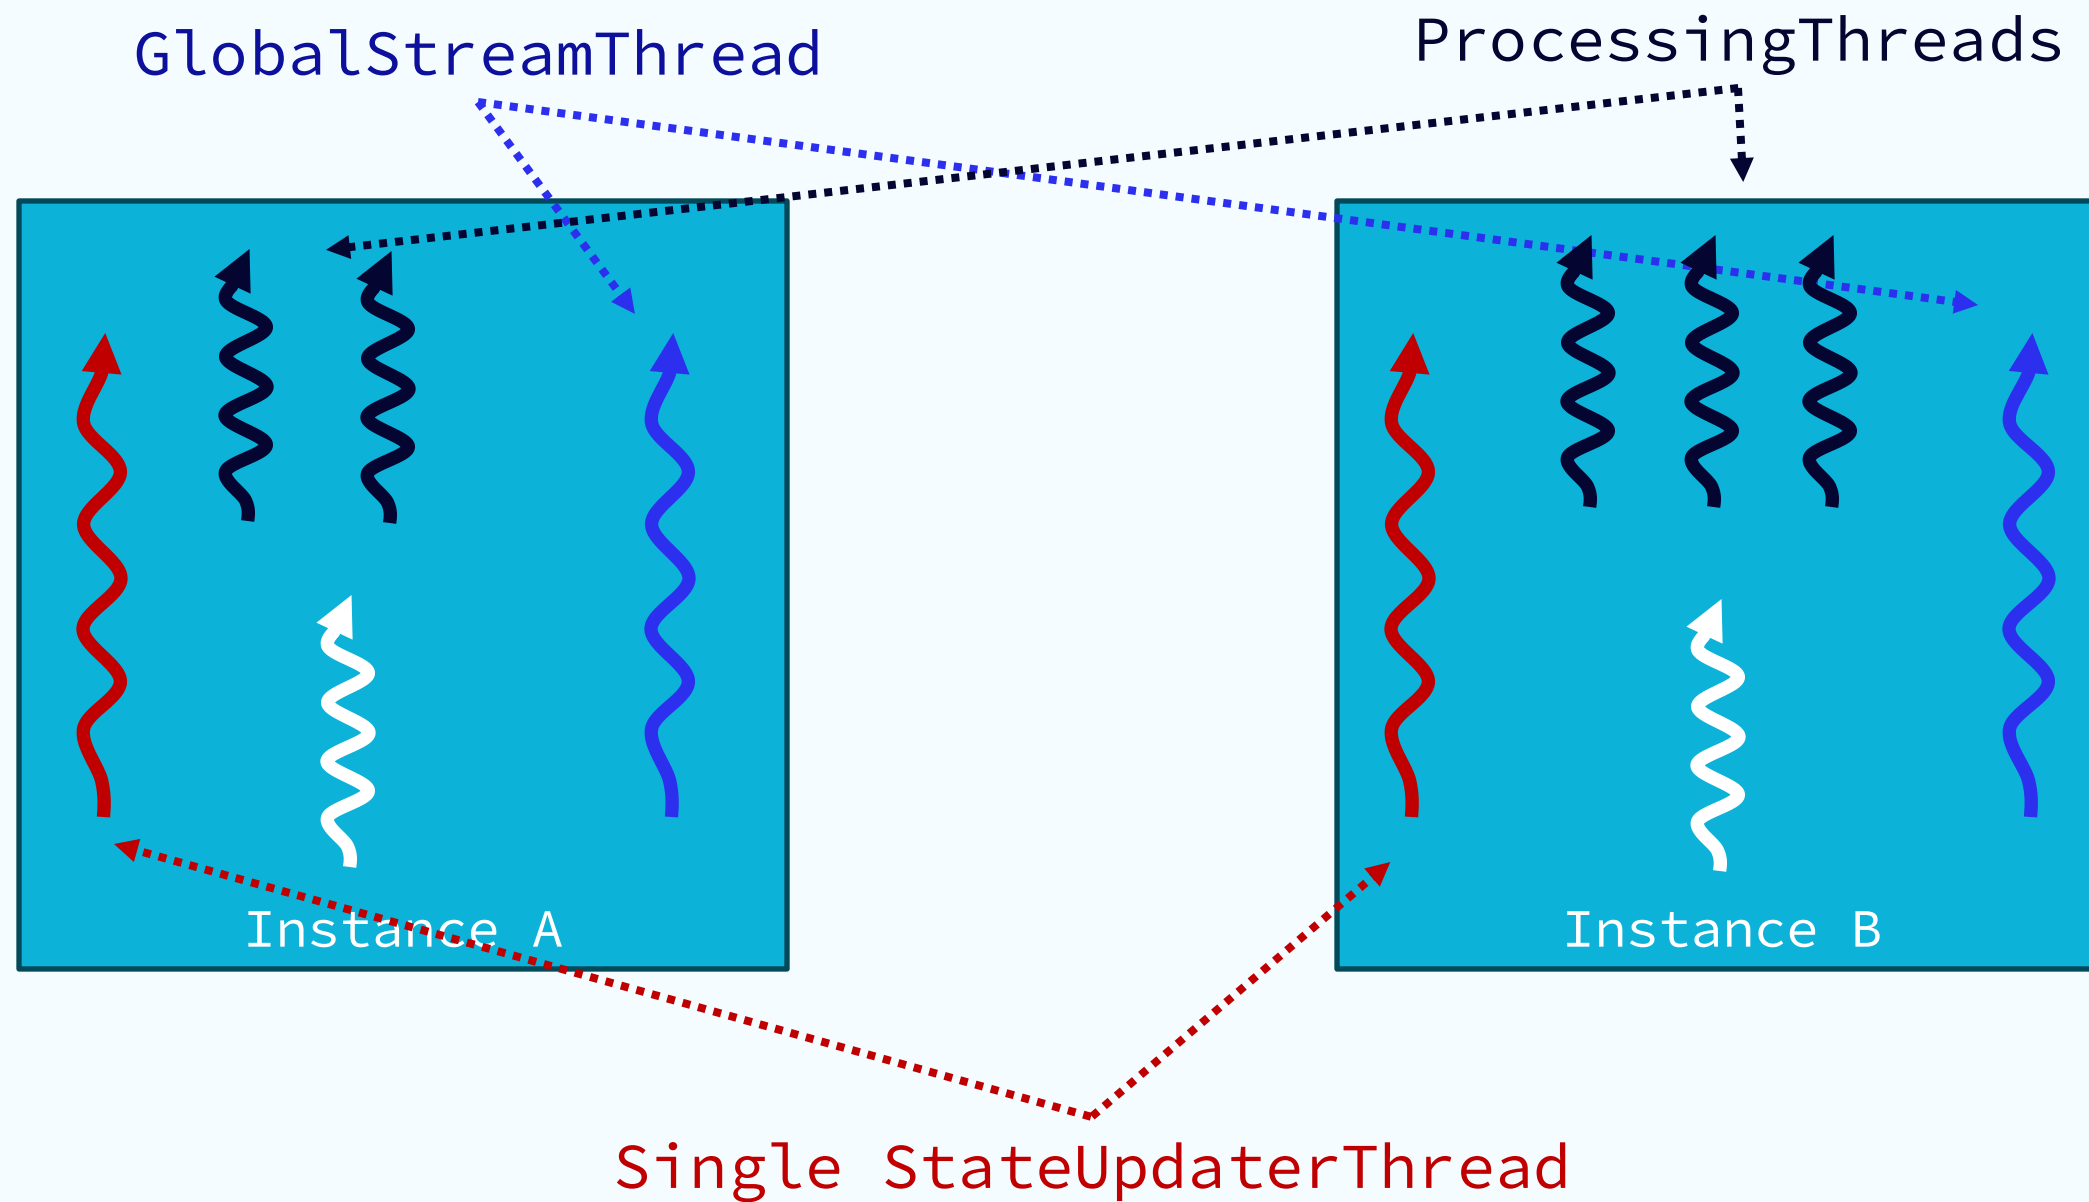 GlobalStreamThread
ProcessingThreads
Instance A
Instance B
Single StateUpdaterThread